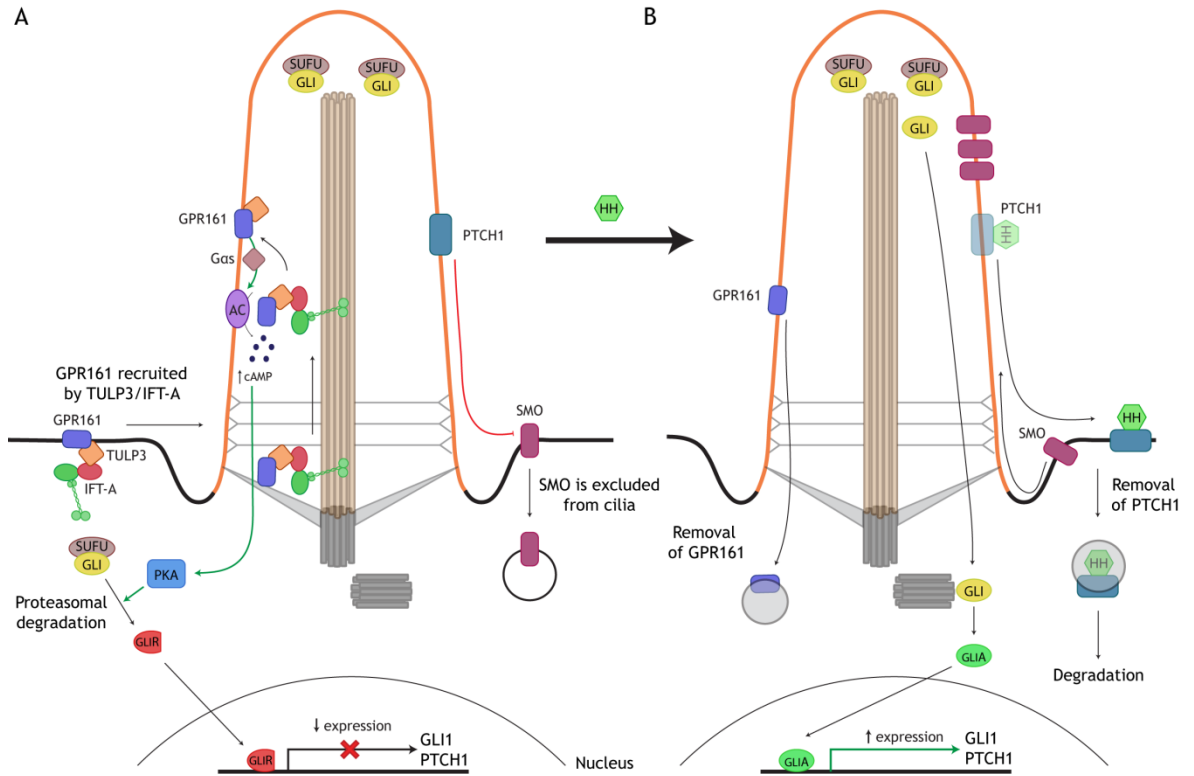 A
SUFU
GLI
SUFU
GLI
GPR161
Gαs
AC
↑cAMP
PTCH1
GPR161 recruited
by TULP3/IFT-A
GPR161
TULP3
IFT-A
SMO
SMO is excluded
from cilia
SUFU
GLI
PKA
Proteasomal
degradation
GLIR
↓ expression
GLIR
GLI1
PTCH1
Nucleus
HH
B
SUFU
GLI
SUFU
GLI
GLI
PTCH1
HH
GPR161
HH
SMO
Removal
of PTCH1
Removal
of GPR161
HH
GLI
GLIA
Degradation
↑ expression
GLIA
GLI1
PTCH1